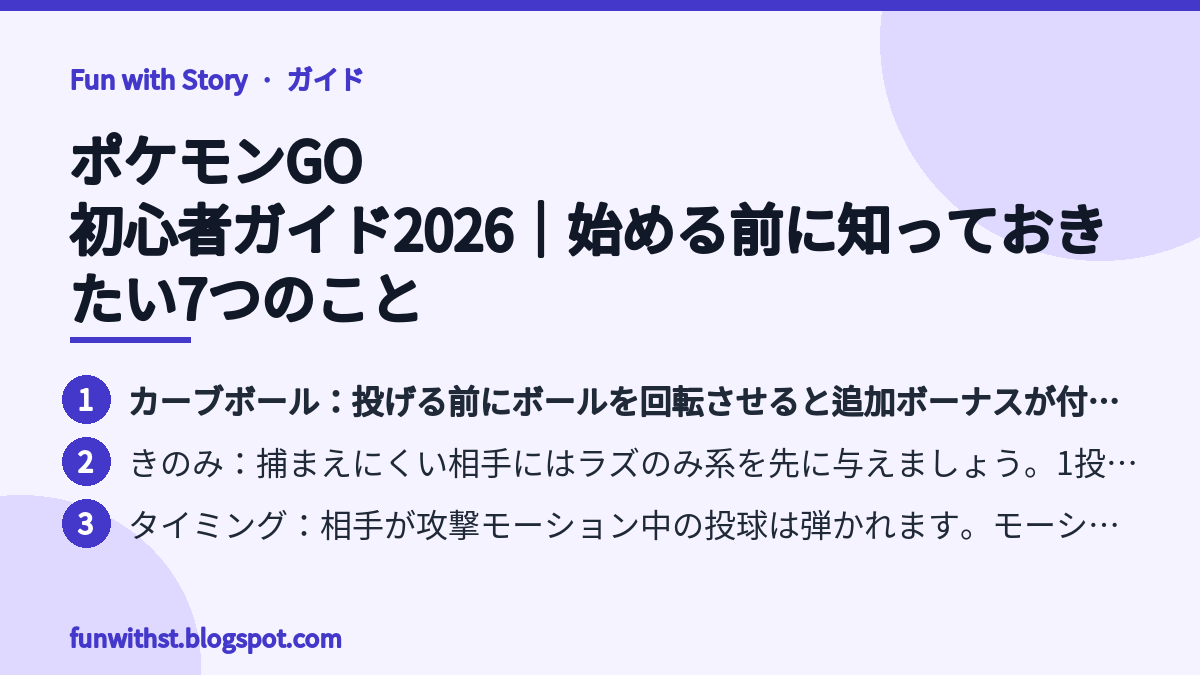 Fun with Story · ガイド
ポケモンGO
初心者ガイド2026｜始める前に知っておき
たい7つのこと
1 カーブボール：投げる前にボールを回転させると追加ボーナスが付…
2 きのみ：捕まえにくい相手にはラズのみ系を先に与えましょう。1投…
3 タイミング：相手が攻撃モーション中の投球は弾かれます。モーシ…
funwithst.blogspot.com